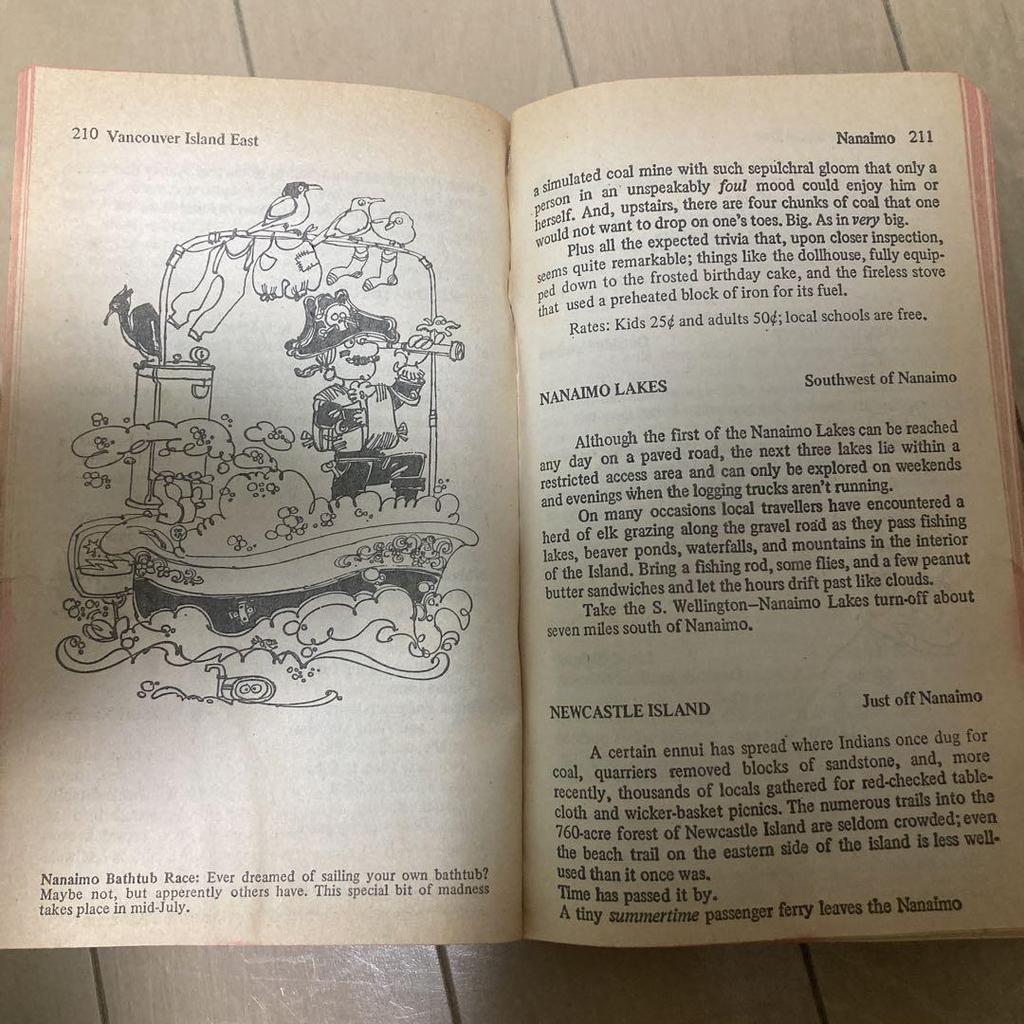 210 Vancouver Island East
Nanaimo Bathtub Race: Ever dreamed of sailing your own bathtub?
Maybe not, but apperently others have. This special bit of madness
takes place in mid-July.
Nanaimo 211
a simulated coal mine with such sepulchral gloom that only a
person in an unspeakably foul mood could enjoy him or
herself. And, upstairs, there are four chunks of coal that one
would not want to drop on one's toes. Big. As in very big.
Plus all the expected trivia that, upon closer inspection,
seems quite remarkable; things like the dollhouse, fully equip-
ped down to the frosted birthday cake, and the fireless stove
that used a preheated block of iron for its fuel.
Rates: Kids 25¢ and adults 50¢; local schools are free.
NANAIMO LAKES Southwest of Nanaimo
Although the first of the Nanaimo Lakes can be reached
any day on a paved road, the next three lakes lie within a
restricted access area and can only be explored on weekends
and evenings when the logging trucks aren't running.
On many occasions local travellers have encountered a
herd of elk grazing along the gravel road as they pass fishing
lakes, beaver ponds, waterfalls, and mountains in the interior
of the Island. Bring a fishing rod, some flies, and a few peanut
butter sandwiches and let the hours drift past like clouds.
Take the S. Wellington–Nanaimo Lakes turn-off about
seven miles south of Nanaimo.
NEWCASTLE ISLAND Just off Nanaimo
A certain ennui has spread where Indians once dug for
coal, quarriers removed blocks of sandstone, and, more
recently, thousands of locals gathered for red-checked table-
cloth and wicker-basket picnics. The numerous trails into the
760-acre forest of Newcastle Island are seldom crowded; even
the beach trail on the eastern side of the island is less well-
used than it once was.
Time has passed it by.
A tiny summertime passenger ferry leaves the Nanaimo